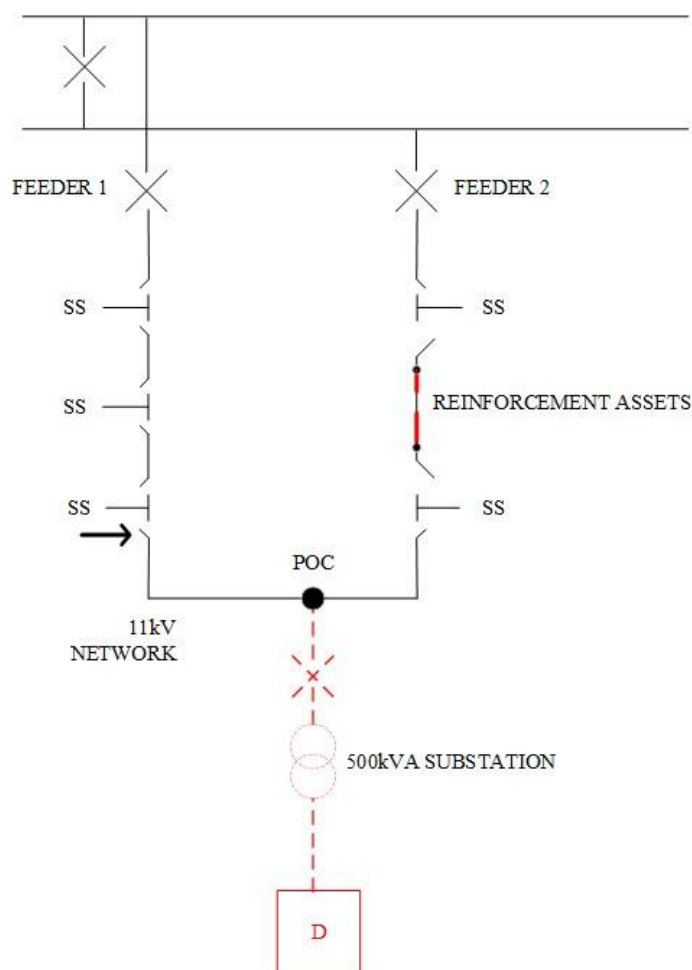 FEEDER 1
FEEDER 2
SS
SS
SS
REINFORCEMENT ASSETS
SS
SS
POC
11kV
NETWORK
500kVA SUBSTATION
D